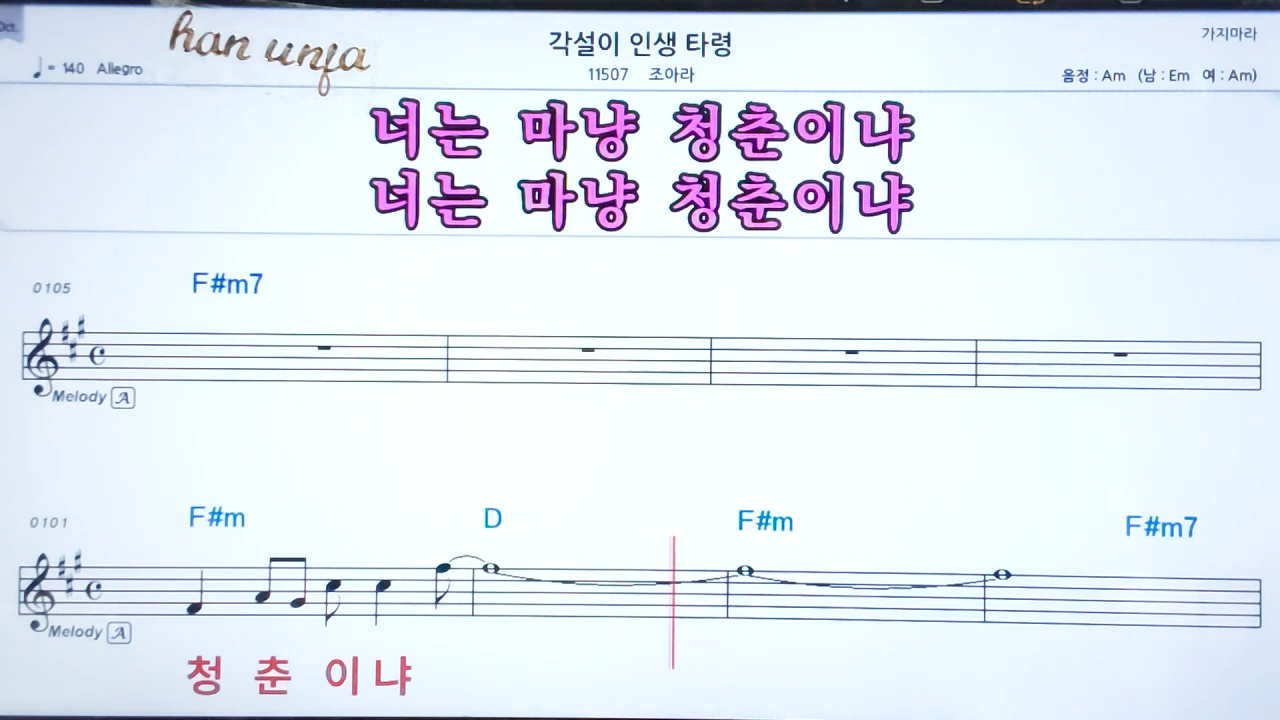 Oct.
han unja
각설이 인생 타령
가지마라
♩= 140 Allegro
11507 조아라
음정 : Am (남 : Em 여 : Am)
너는 마냥 청춘이냐
너는 마냥 청춘이냐
0105
F#m7
Melody A
0101
F#m D F#m F#m7
Melody A
청 춘 이 냐